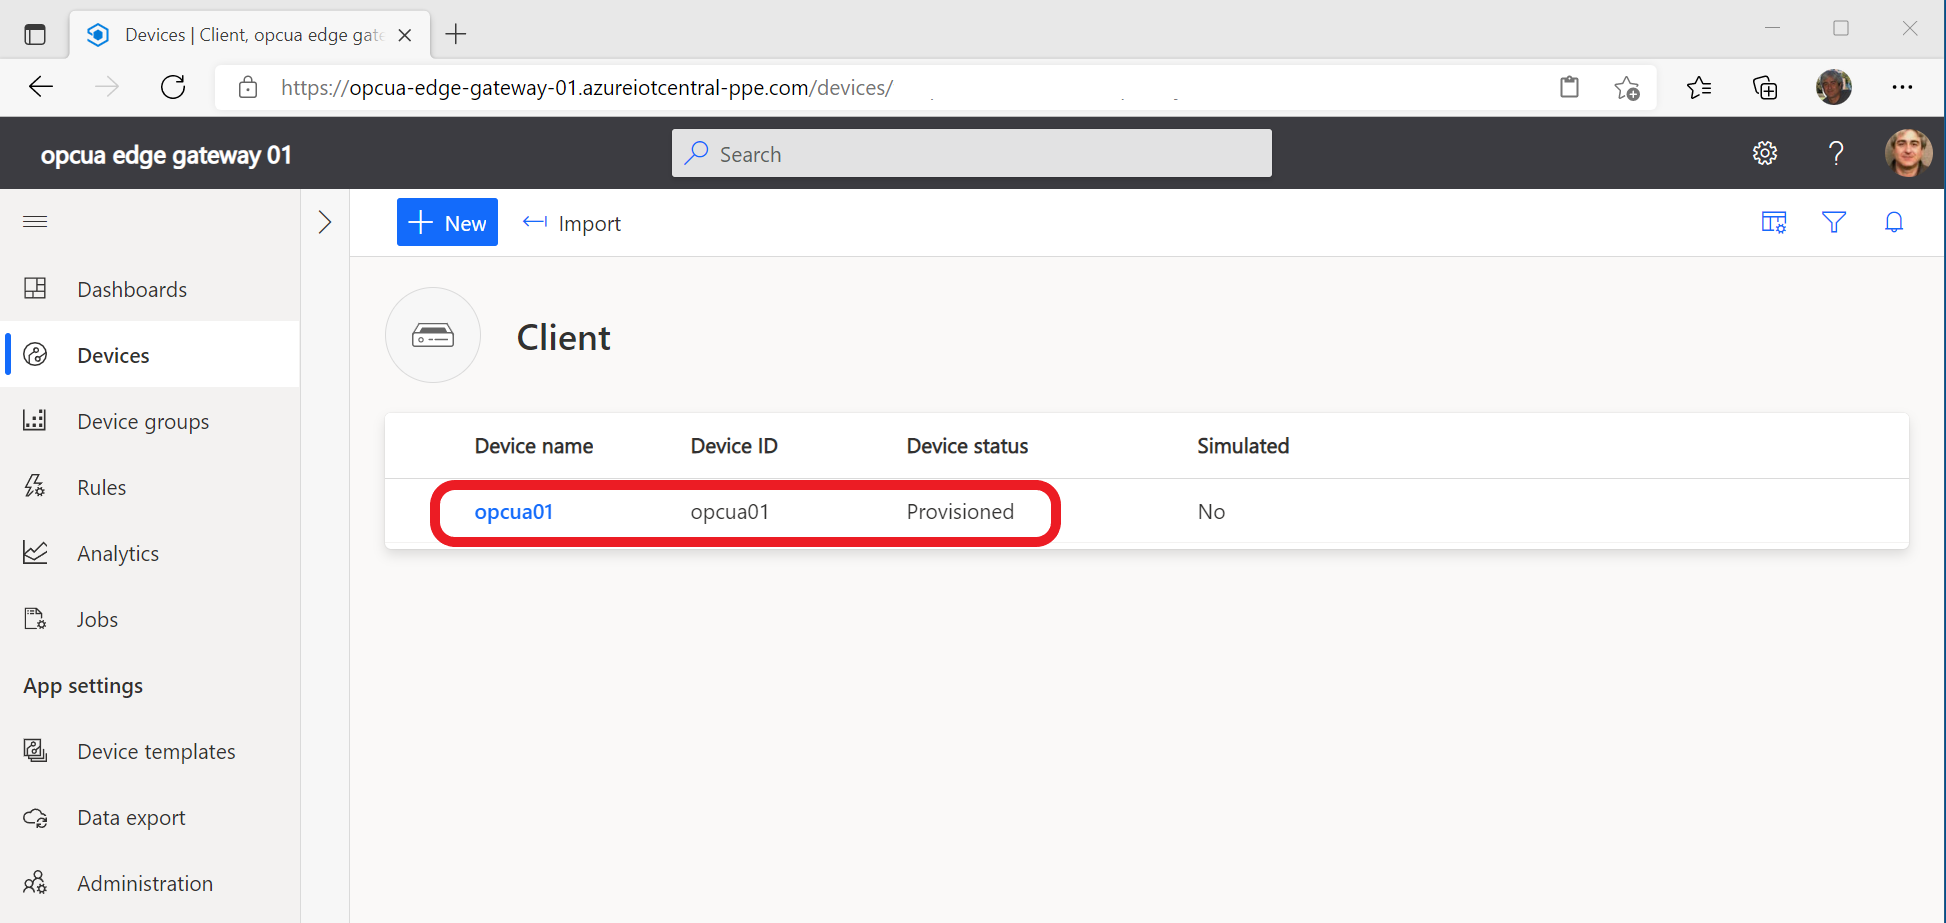 Devices | Client, opcua edge gate
https://opcua-edge-gateway-01.azureiotcentral-ppe.com/devices/
opcua edge gateway 01
Search
New
Import
Dashboards
Devices
Device groups
Rules
Analytics
Jobs
App settings
Device templates
Data export
Administration
Client
Device name Device ID Device status Simulated
opcua01 opcua01 Provisioned No